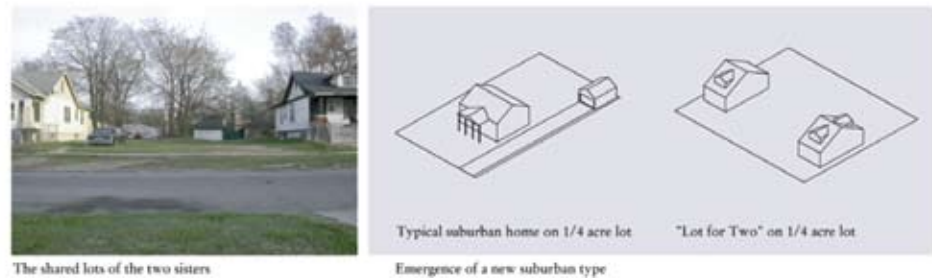 Typical suburban home on 1/4 acre lot
"Lot for Two" on 1/4 acre lot
The shared lots of the two sisters
Emergence of a new suburban type